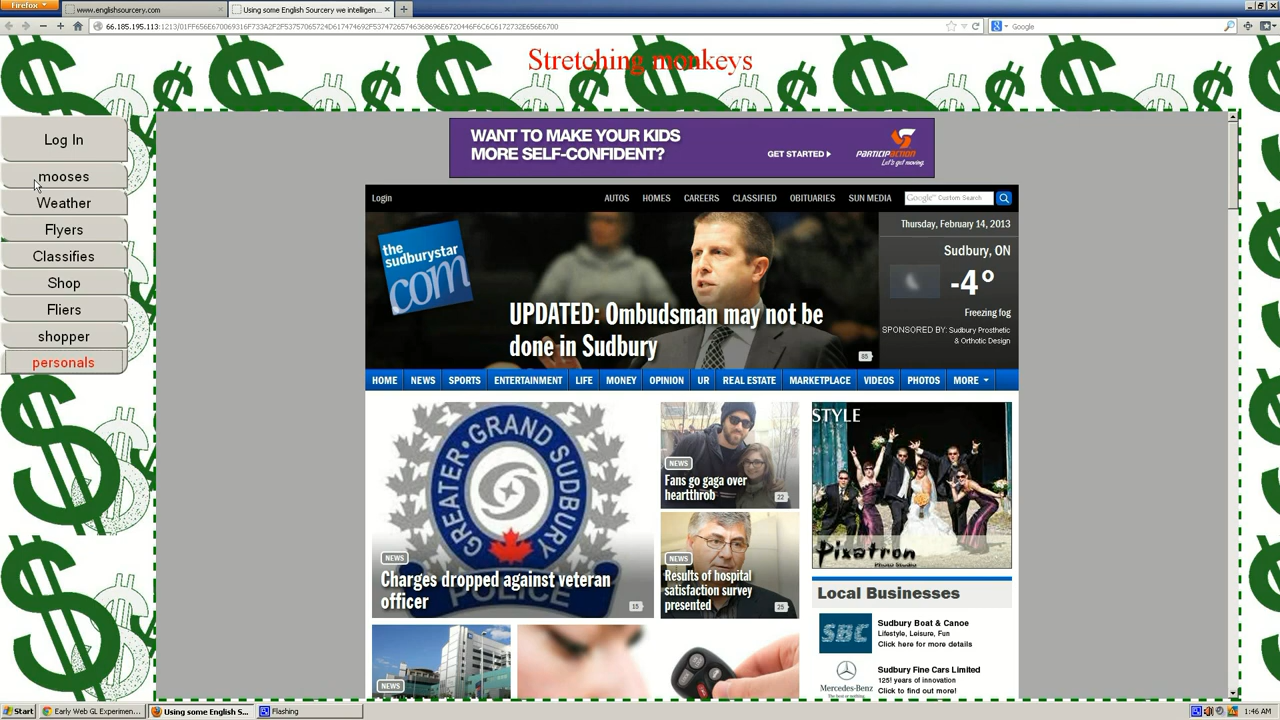 Firefox
www.englishsourcery.com
Using some English Sourcery we intelligen...
Google
Stretching monkeys
Log In
mooses
Weather
Flyers
Classifies
Shop
Fliers
shopper
personals
WANT TO MAKE YOUR KIDS
MORE SELF-CONFIDENT?
GET STARTED
PARTICIPACTION
Let's get moving.
Login
AUTOS HOMES CAREERS CLASSIFIED OBITUARIES SUN MEDIA
Google Custom Search
the
sudburystar
com
Thursday, February 14, 2013
Sudbury, ON
-4°
Freezing fog
SPONSORED BY: Sudbury Prosthetic
& Orthotic Design
UPDATED: Ombudsman may not be
done in Sudbury
HOME NEWS SPORTS ENTERTAINMENT LIFE MONEY OPINION UR REAL ESTATE MARKETPLACE VIDEOS PHOTOS MORE
GREATER SUDBURY
POLICE
NEWS
Charges dropped against veteran
officer
15
NEWS
Fans go gaga over
heartthrob
22
NEWS
Results of hospital
satisfaction survey
presented
25
STYLE
Pixatron
Local Businesses
SBC
Sudbury Boat & Canoe
Lifestyle, Leisure, Fun
Click here for more details
Mercedes-Benz
Sudbury Fine Cars Limited
125! years of innovation
Click to find out more!
NEWS
Start
Early Web GL Experimen...
Using some English S...
Flashing
1:46 AM